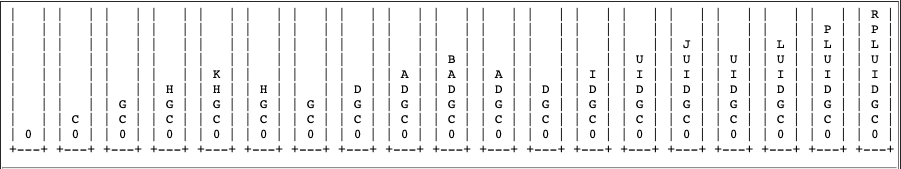 |   | |   | |   | |   | |   | |   | |   | |   | |   | |   | |   | |   | |   | |   | |   | |   | |   | |   | | R |
|   | |   | |   | |   | |   | |   | |   | |   | |   | |   | |   | |   | |   | |   | |   | |   | |   | | P | | P |
|   | |   | |   | |   | |   | |   | |   | |   | |   | |   | |   | |   | |   | |   | | J | |   | | L | | L | | L |
|   | |   | |   | |   | |   | |   | |   | |   | |   | | B | |   | |   | |   | | U | | U | | U | | U | | U | | U |
|   | |   | |   | |   | | K | |   | |   | |   | | A | | A | | A | |   | | I | | I | | I | | I | | I | | I | | I |
|   | |   | |   | | H | | H | | H | |   | | D | | D | | D | | D | | D | | D | | D | | D | | D | | D | | D | | D |
|   | |   | | G | | G | | G | | G | | G | | G | | G | | G | | G | | G | | G | | G | | G | | G | | G | | G | | G |
|   | | C | | C | | C | | C | | C | | C | | C | | C | | C | | C | | C | | C | | C | | C | | C | | C | | C | | C |
| 0 | | 0 | | 0 | | 0 | | 0 | | 0 | | 0 | | 0 | | 0 | | 0 | | 0 | | 0 | | 0 | | 0 | | 0 | | 0 | | 0 | | 0 | | 0 |
+---+ +---+ +---+ +---+ +---+ +---+ +---+ +---+ +---+ +---+ +---+ +---+ +---+ +---+ +---+ +---+ +---+ +---+ +---+